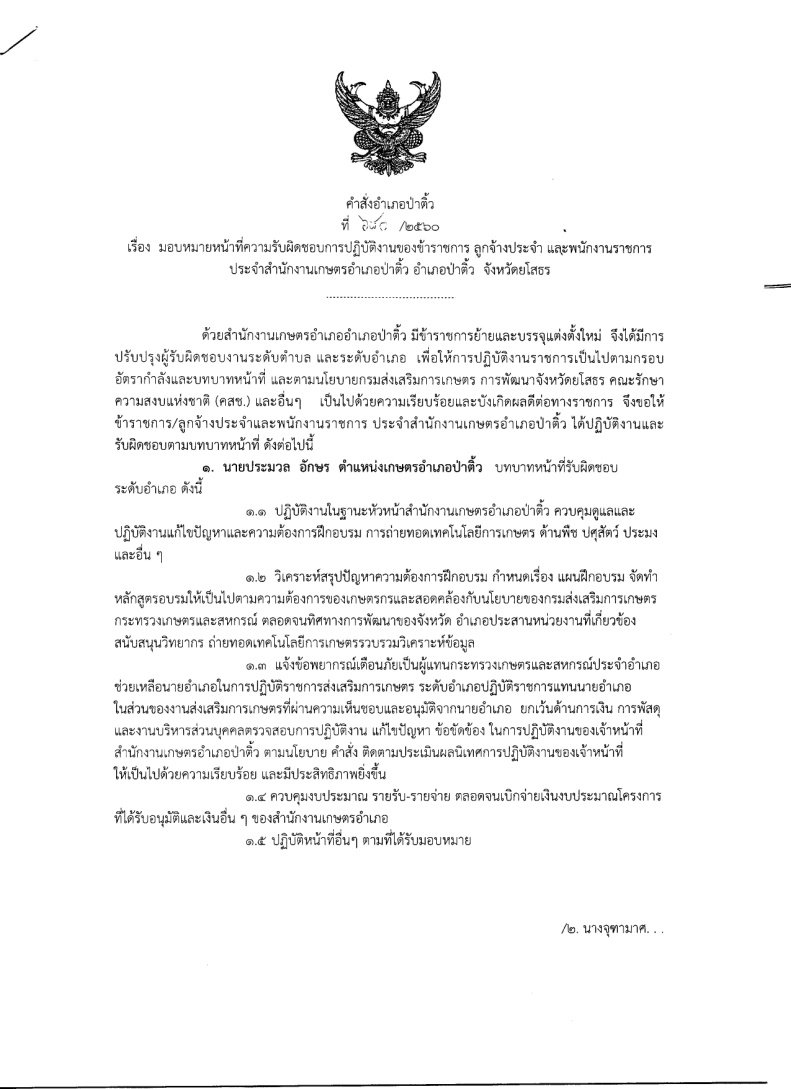 คำสั่งอำเภอป่าติ้ว
ที่ /๒๕๖๐
เรื่อง มอบหมายหน้าที่ความรับผิดชอบการปฏิบัติงานของข้าราชการ ลูกจ้างประจำ และพนักงานราชการ
ประจำสำนักงานเกษตรอำเภอป่าติ้ว อำเภอป่าติ้ว จังหวัดยโสธร
....................................
ด้วยสำนักงานเกษตรอำเภออำเภอป่าติ้ว มีข้าราชการย้ายและบรรจุแต่งตั้งใหม่ จึงได้มีการ
ปรับปรุงผู้รับผิดชอบงานระดับตำบล และระดับอำเภอ เพื่อให้การปฏิบัติงานราชการเป็นไปตามกรอบ
อัตรากำลังและบทบาทหน้าที่ และตามนโยบายกรมส่งเสริมการเกษตร การพัฒนาจังหวัดยโสธร คณะรักษา
ความสงบแห่งชาติ (คสช.) และอื่นๆ เป็นไปด้วยความเรียบร้อยและบังเกิดผลดีต่อทางราชการ จึงขอให้
ข้าราชการ/ลูกจ้างประจำและพนักงานราชการ ประจำสำนักงานเกษตรอำเภอป่าติ้ว ได้ปฏิบัติงานและ
รับผิดชอบตามบทบาทหน้าที่ ดังต่อไปนี้
๑. นายประมวล อักษร ตำแหน่งเกษตรอำเภอป่าติ้ว บทบาทหน้าที่รับผิดชอบ
ระดับอำเภอ ดังนี้
๑.๑ ปฏิบัติงานในฐานะหัวหน้าสำนักงานเกษตรอำเภอป่าติ้ว ควบคุมดูแลและ
ปฏิบัติงานแก้ไขปัญหาและความต้องการฝึกอบรม การถ่ายทอดเทคโนโลยีการเกษตร ด้านพืช ปศุสัตว์ ประมง
และอื่น ๆ
๑.๒ วิเคราะห์สรุปปัญหาความต้องการฝึกอบรม กำหนดเรื่อง แผนฝึกอบรม จัดทำ
หลักสูตรอบรมให้เป็นไปตามความต้องการของเกษตรกรและสอดคล้องกับนโยบายของกรมส่งเสริมการเกษตร
กระทรวงเกษตรและสหกรณ์ ตลอดจนทิศทางการพัฒนาของจังหวัด อำเภอประสานหน่วยงานที่เกี่ยวข้อง
สนับสนุนวิทยากร ถ่ายทอดเทคโนโลยีการเกษตรรวบรวมวิเคราะห์ข้อมูล
๑.๓ แจ้งข้อพยากรณ์เตือนภัยเป็นผู้แทนกระทรวงเกษตรและสหกรณ์ประจำอำเภอ
ช่วยเหลือนายอำเภอในการปฏิบัติราชการส่งเสริมการเกษตร ระดับอำเภอปฏิบัติราชการแทนนายอำเภอ
ในส่วนของงานส่งเสริมการเกษตรที่ผ่านความเห็นชอบและอนุมัติจากนายอำเภอ ยกเว้นด้านการเงิน การพัสดุ
และงานบริหารส่วนบุคคลตรวจสอบการปฏิบัติงาน แก้ไขปัญหา ข้อขัดข้อง ในการปฏิบัติงานของเจ้าหน้าที่
สำนักงานเกษตรอำเภอป่าติ้ว ตามนโยบาย คำสั่ง ติดตามประเมินผลนิเทศการปฏิบัติงานของเจ้าหน้าที่
ให้เป็นไปด้วยความเรียบร้อย และมีประสิทธิภาพยิ่งขึ้น
๑.๔ ควบคุมงบประมาณ รายรับ-รายจ่าย ตลอดจนเบิกจ่ายเงินงบประมาณโครงการ
ที่ได้รับอนุมัติและเงินอื่น ๆ ของสำนักงานเกษตรอำเภอ
๑.๕ ปฏิบัติหน้าที่อื่นๆ ตามที่ได้รับมอบหมาย
/๒. นางจุฑามาศ. . .